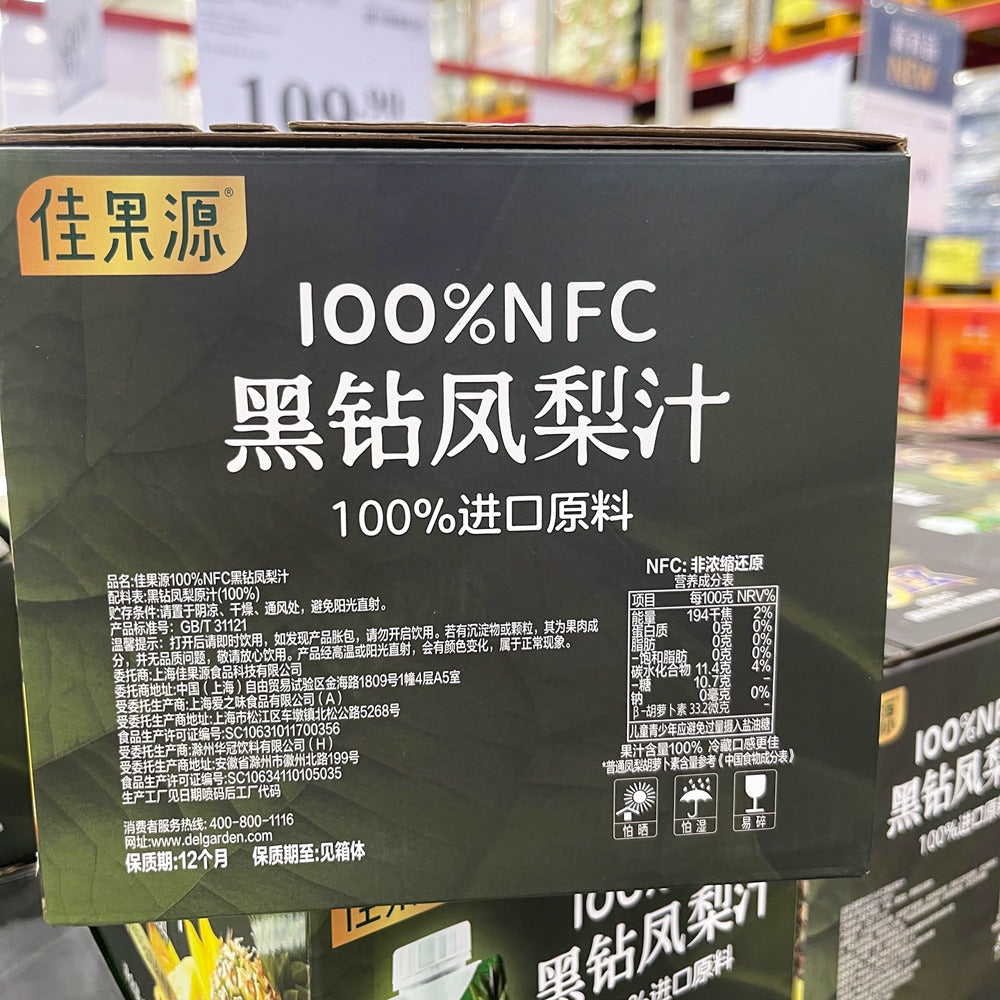 109.90
NEW
佳果源®
100%NFC
黑钻凤梨汁
100%进口原料
品名:佳果源100%NFC黑钻凤梨汁
配料表:黑钻凤梨原汁(100%)
贮存条件:请置于阴凉、干燥、通风处，避免阳光直射。
产品标准号：GB/T 31121
温馨提示：打开后请即时饮用，如发现产品胀包，请勿开启饮用。若有沉淀物或颗粒，其为果肉成
分，并无品质问题，敬请放心饮用。产品经高温或阳光直射，会有颜色变化，属于正常现象。
委托商:上海佳果源食品科技有限公司
委托商地址:中国（上海）自由贸易试验区金海路1809号1幢4层A5室
受委托生产商:上海爱之味食品有限公司（A）
受委托生产商地址:上海市松江区车墩镇北松公路5268号
食品生产许可证编号:SC10631011700356
受委托生产商:滁州华冠饮料有限公司（H）
受委托生产商地址:安徽省滁州市徽州北路199号
食品生产许可证编号:SC10634110105035
生产工厂见日期喷码后工厂代码
消费者服务热线: 400-800-1116
网址:www.delgarden.com
保质期:12个月 保质期至:见箱体
NFC: 非浓缩还原
营养成分表
项目 每100克 NRV%
能量 194千焦 2%
蛋白质 0克 0%
脂肪 0克 0%
-饱和脂肪 0克 0%
碳水化合物 11.4克 4%
-糖 10.7克
钠 0毫克 0%
β-胡萝卜素 33.2微克
儿童青少年应避免过量摄入盐油糖
果汁含量100% 冷藏口感更佳
*普通凤梨胡萝卜素含量参考《中国食物成分表》
怕晒 怕湿 易碎
黑钻凤梨汁
%进口原料
100%N
黑钻凤梨
100%进口原